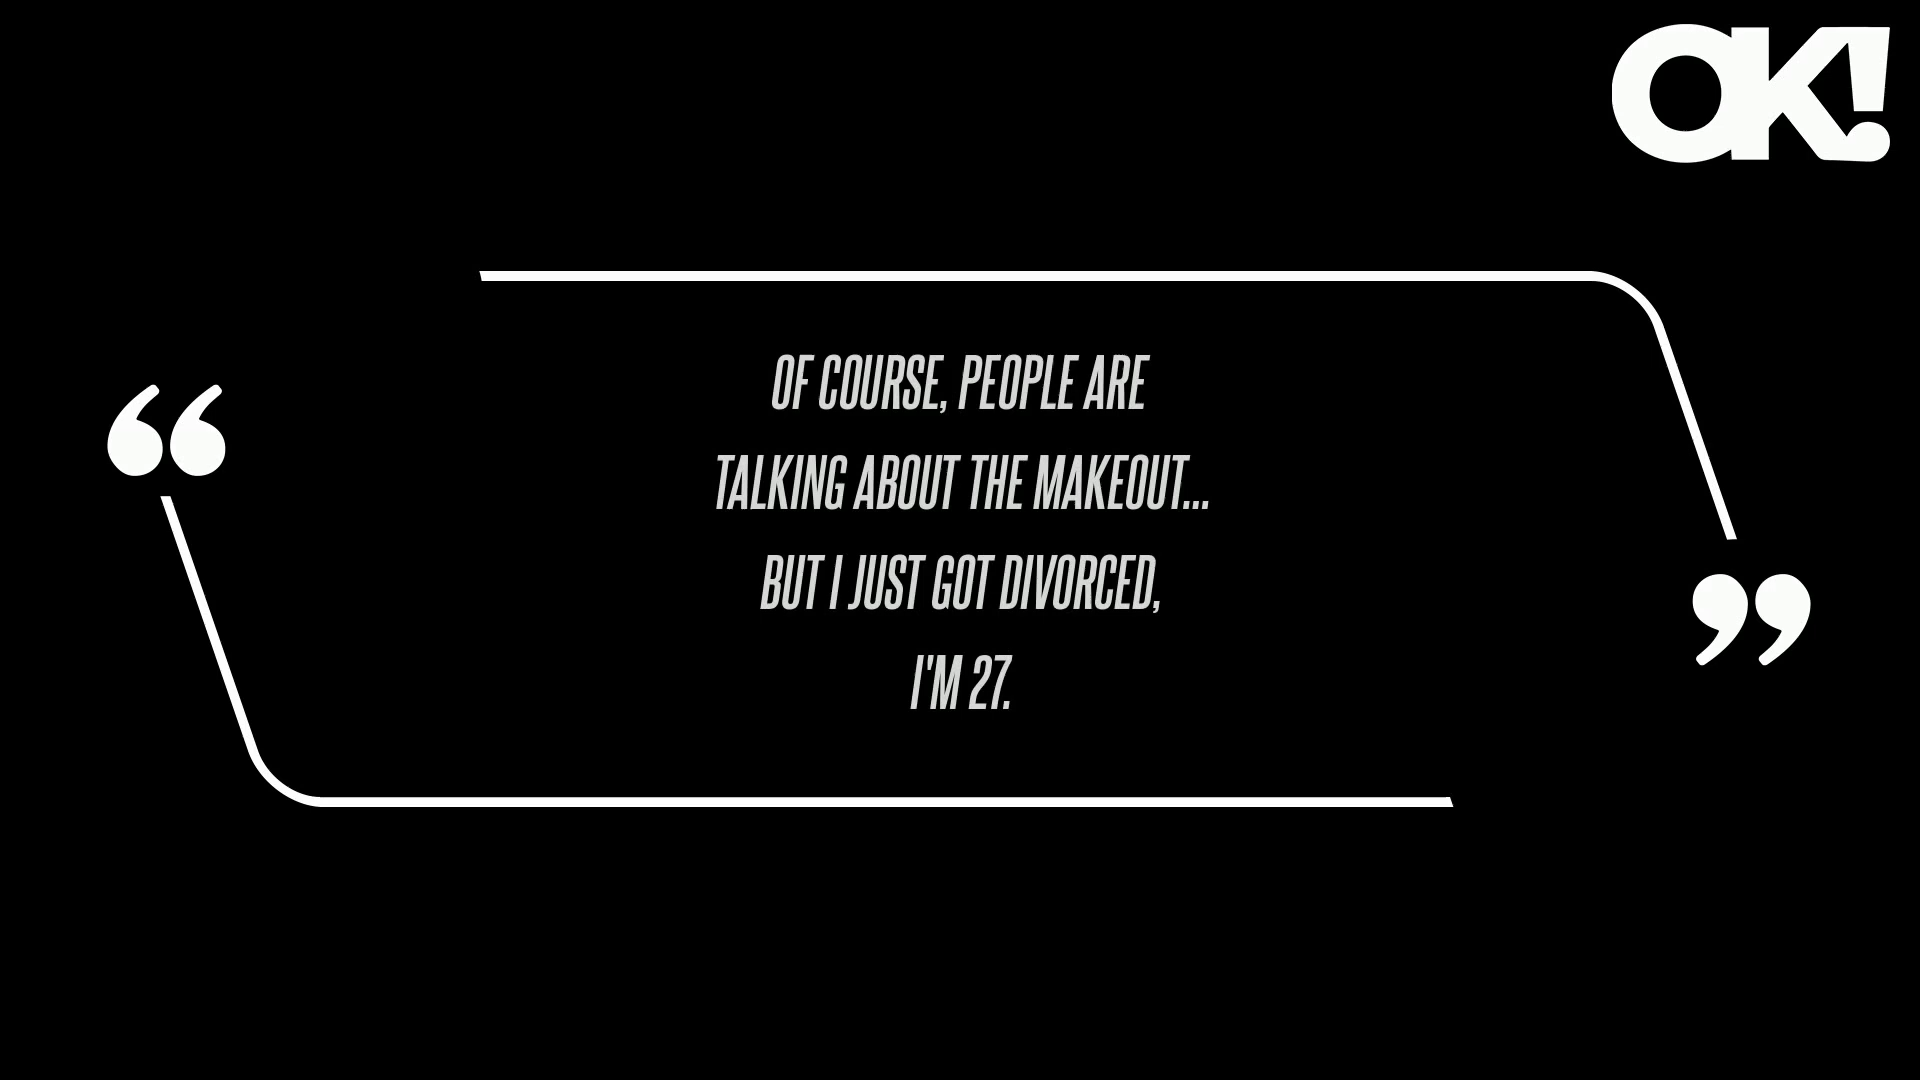 OK!
“
OF COURSE, PEOPLE ARE
TALKING ABOUT THE MAKEOUT...
BUT I JUST GOT DIVORCED,
I'M 27.
”